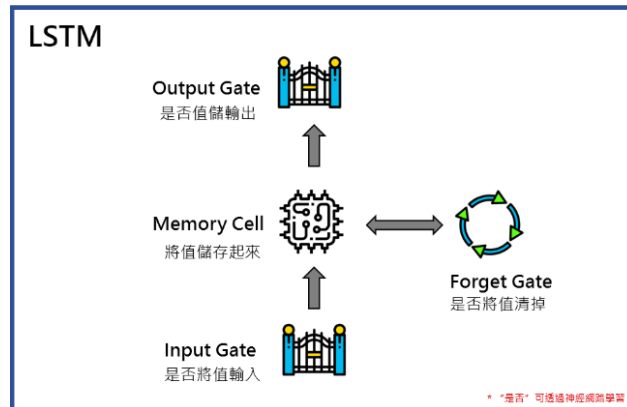 LSTM
Output Gate
是否值儲輸出
Memory Cell
將值儲存起來
Forget Gate
是否將值清掉
Input Gate
是否將值輸入
* “是否” 可透過神經網路學習